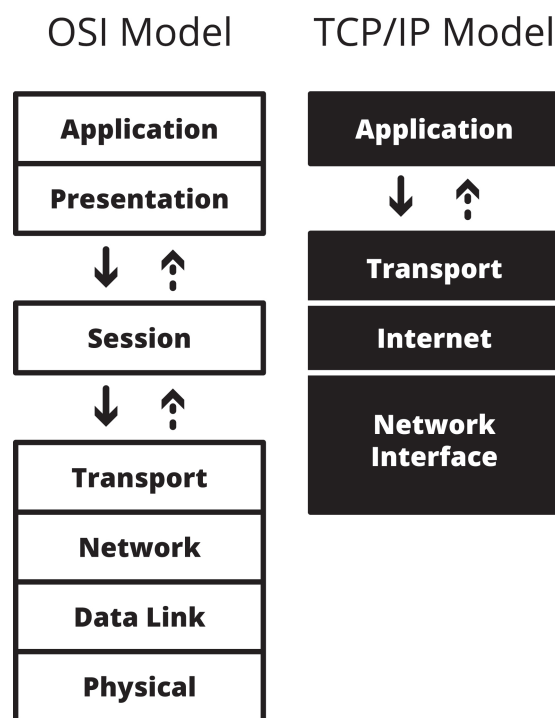 OSI Model
Application
Presentation
Session
Transport
Network
Data Link
Physical
TCP/IP Model
Application
Transport
Internet
Network
Interface